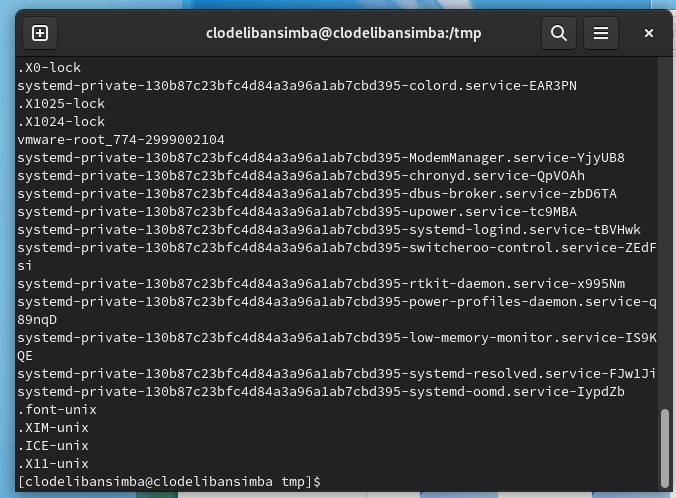 clodelibansimba@clodelibansimba:/tmp
.X0-lock
systemd-private-130b87c23bfc4d84a3a96a1ab7cbd395-colord.service-EAR3PN
.X1025-lock
.X1024-lock
vmware-root_774-2999002104
systemd-private-130b87c23bfc4d84a3a96a1ab7cbd395-ModemManager.service-YjyUB8
systemd-private-130b87c23bfc4d84a3a96a1ab7cbd395-chronyd.service-QpVOAh
systemd-private-130b87c23bfc4d84a3a96a1ab7cbd395-dbus-broker.service-zbD6TA
systemd-private-130b87c23bfc4d84a3a96a1ab7cbd395-upower.service-tc9MBA
systemd-private-130b87c23bfc4d84a3a96a1ab7cbd395-systemd-logind.service-tBVHwk
systemd-private-130b87c23bfc4d84a3a96a1ab7cbd395-switcheroo-control.service-ZEdF
si
systemd-private-130b87c23bfc4d84a3a96a1ab7cbd395-rtkit-daemon.service-x995Nm
systemd-private-130b87c23bfc4d84a3a96a1ab7cbd395-power-profiles-daemon.service-q
89nqD
systemd-private-130b87c23bfc4d84a3a96a1ab7cbd395-low-memory-monitor.service-IS9K
QE
systemd-private-130b87c23bfc4d84a3a96a1ab7cbd395-systemd-resolved.service-FJw1Ji
systemd-private-130b87c23bfc4d84a3a96a1ab7cbd395-systemd-oomd.service-IypdZb
.font-unix
.XIM-unix
.ICE-unix
.X11-unix
[clodelibansimba@clodelibansimba tmp]$